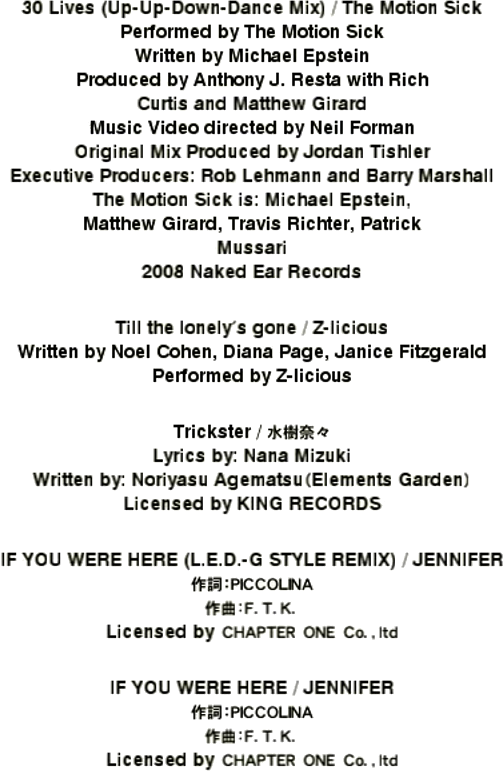 30 Lives (Up-Up-Down-Dance Mix) / The Motion Sick
Performed by The Motion Sick
Written by Michael Epstein
Produced by Anthony J. Resta with Rich
Curtis and Matthew Girard
Music Video directed by Neil Forman
Original Mix Produced by Jordan Tishler
Executive Producers: Rob Lehmann and Barry Marshall
The Motion Sick is: Michael Epstein,
Matthew Girard, Travis Richter, Patrick
Mussari
2008 Naked Ear Records
Till the lonely's gone / Z-licious
Written by Noel Cohen, Diana Page, Janice Fitzgerald
Performed by Z-licious
Trickster / 水樹奈々
Lyrics by: Nana Mizuki
Written by: Noriyasu Agematsu(Elements Garden)
Licensed by KING RECORDS
IF YOU WERE HERE (L.E.D.-G STYLE REMIX) / JENNIFER
作詞:PICCOLINA
作曲:F. T. K.
Licensed by CHAPTER ONE Co. , ltd
IF YOU WERE HERE / JENNIFER
作詞:PICCOLINA
作曲:F. T. K.
Licensed by CHAPTER ONE Co. , ltd